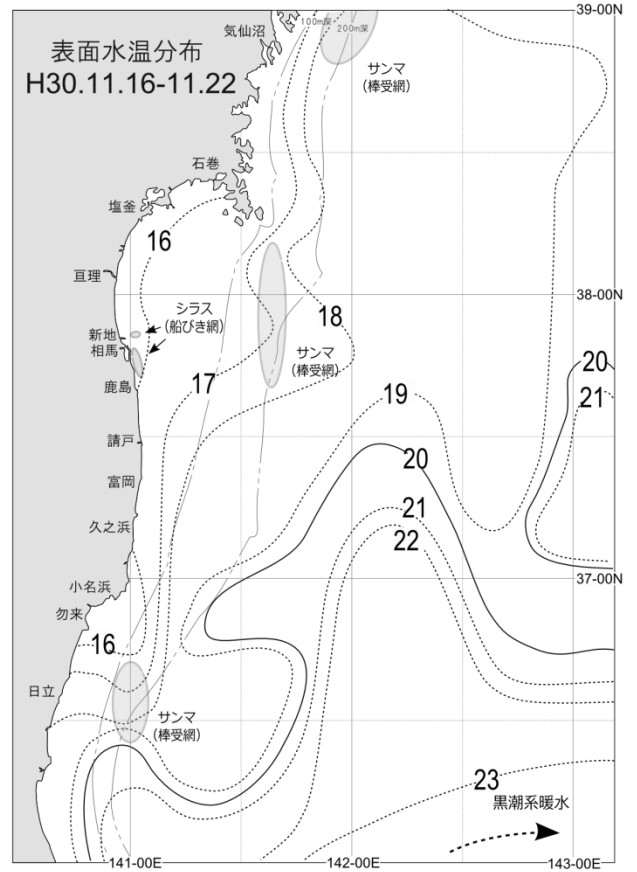 39-00N
100m深
200m深
気仙沼
表面水温分布
H30.11.16-11.22
サンマ
(棒受網)
石巻
塩釜
16
亘理
38-00N
シラス
(船びき網)
18
新地
相馬
サンマ
(棒受網)
鹿島
17
19
20
21
請戸
20
富岡
21
久之浜
22
37-00N
小名浜
勿来
16
日立
サンマ
(棒受網)
23
黒潮系暖水
141-00E
142-00E
143-00E